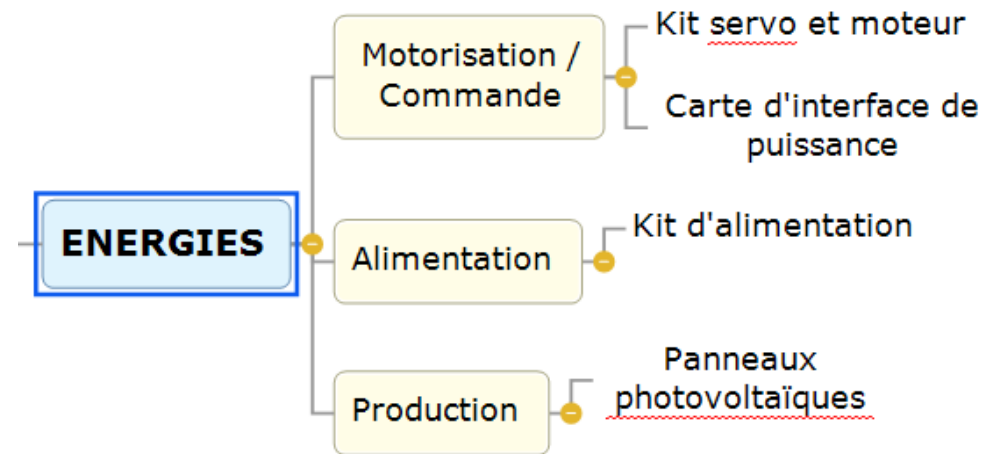 Kit servo et moteur
Motorisation /
Commande
Carte d'interface de
puissance
ENERGIES
Kit d'alimentation
Alimentation
Panneaux
photovoltaïques
Production